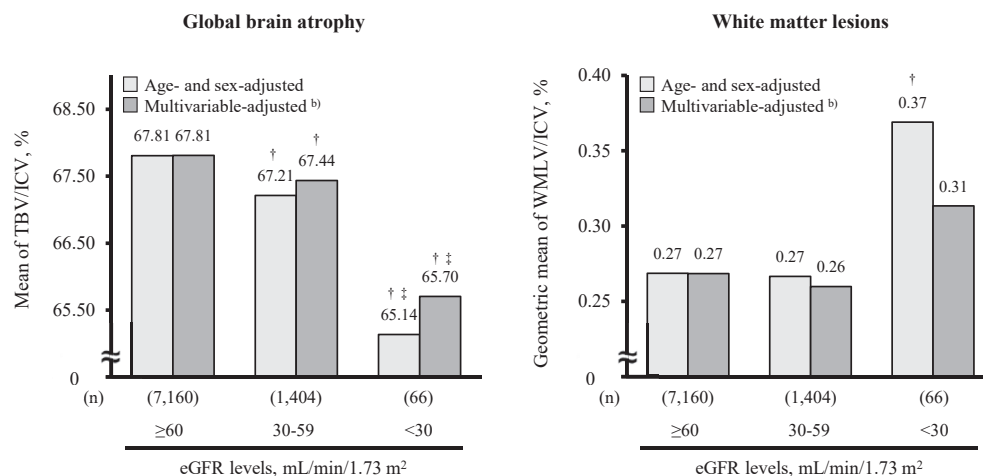 Global brain atrophy
Age- and sex-adjusted
Multivariable-adjusted b)
Mean of TBV/ICV, %
68.50
67.50
66.50
65.50
0
67.81 67.81
†
67.21
†
67.44
† ‡
65.14
† ‡
65.70
(n) (7,160) (1,404) (66)
≥60 30-59 <30
eGFR levels, mL/min/1.73 m²
White matter lesions
Age- and sex-adjusted
Multivariable-adjusted b)
Geometric mean of WMLV/ICV, %
0.40
0.35
0.30
0.25
0
0.27 0.27
0.27
0.26
†
0.37
0.31
(n) (7,160) (1,404) (66)
≥60 30-59 <30
eGFR levels, mL/min/1.73 m²